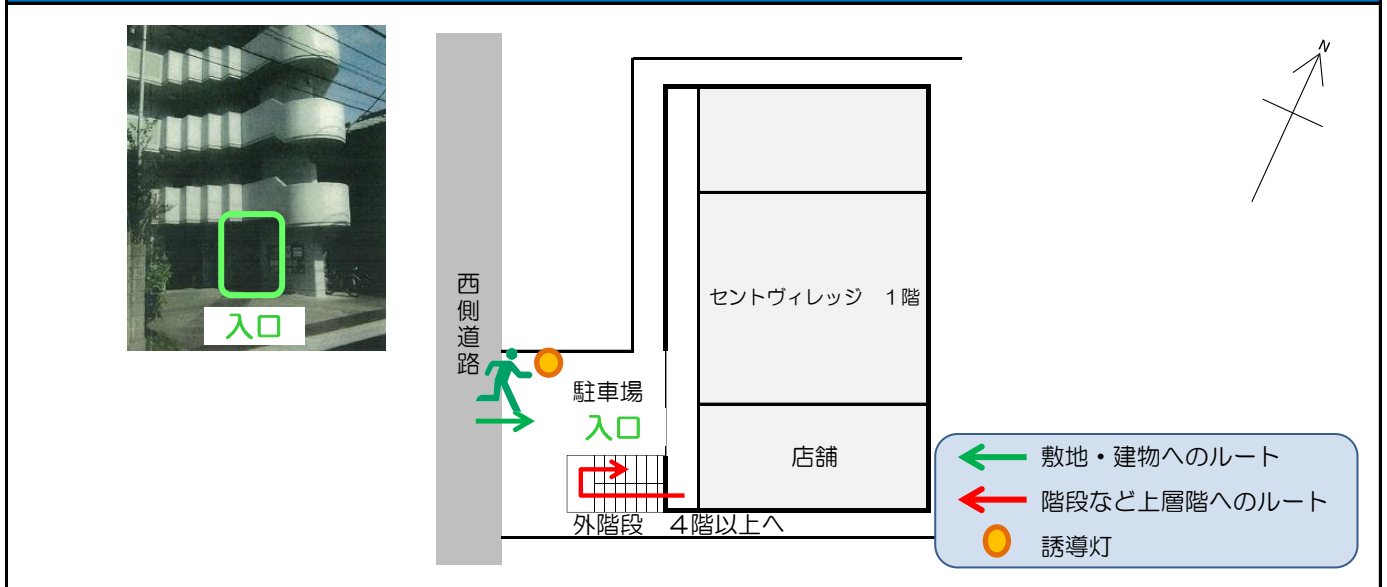 入口
N
西側道路
セントヴィレッジ　１階
駐車場
入口
店舗
外階段　４階以上へ
敷地・建物へのルート
階段など上層階へのルート
誘導灯